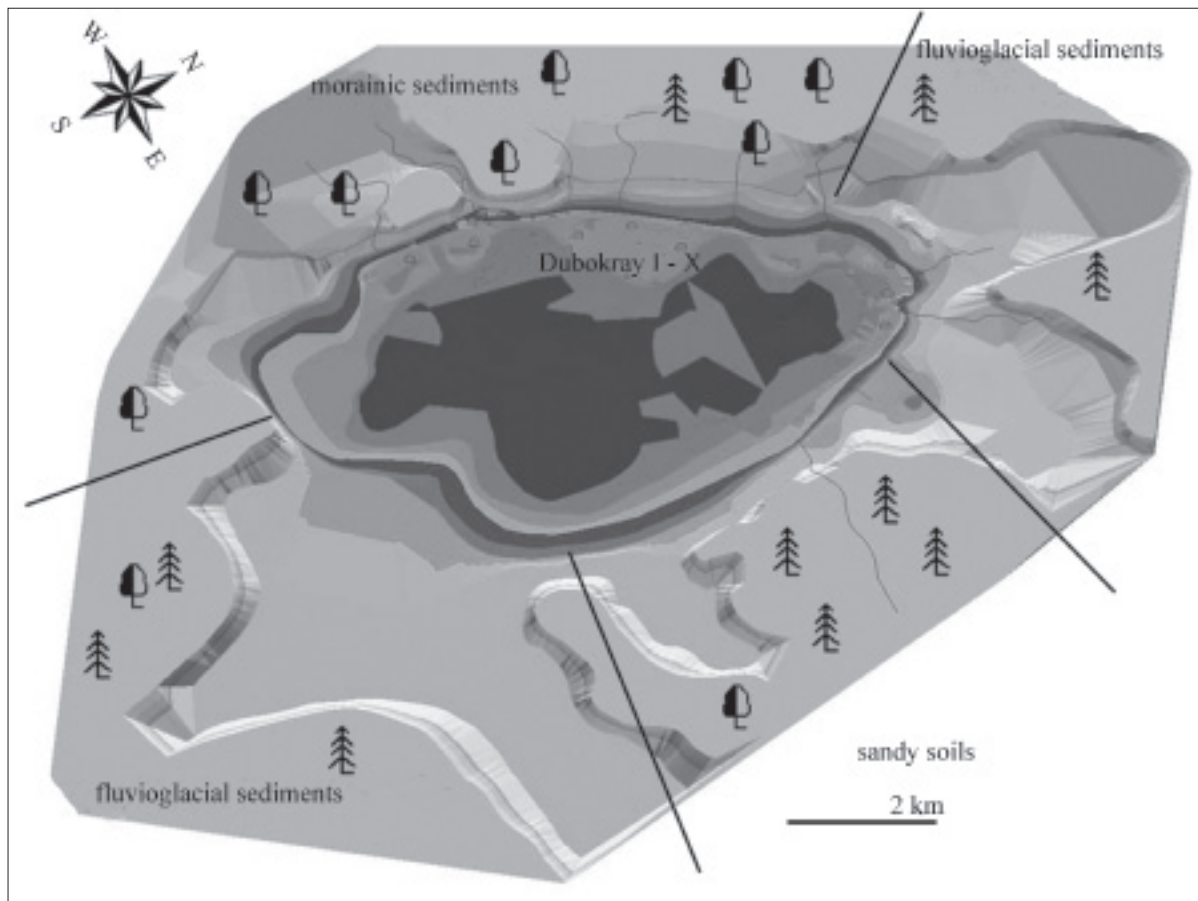 fluvioglacial sediments
W
N
morainic sediments
S
E
Dubokray I - X
sandy soils
fluvioglacial sediments
2 km